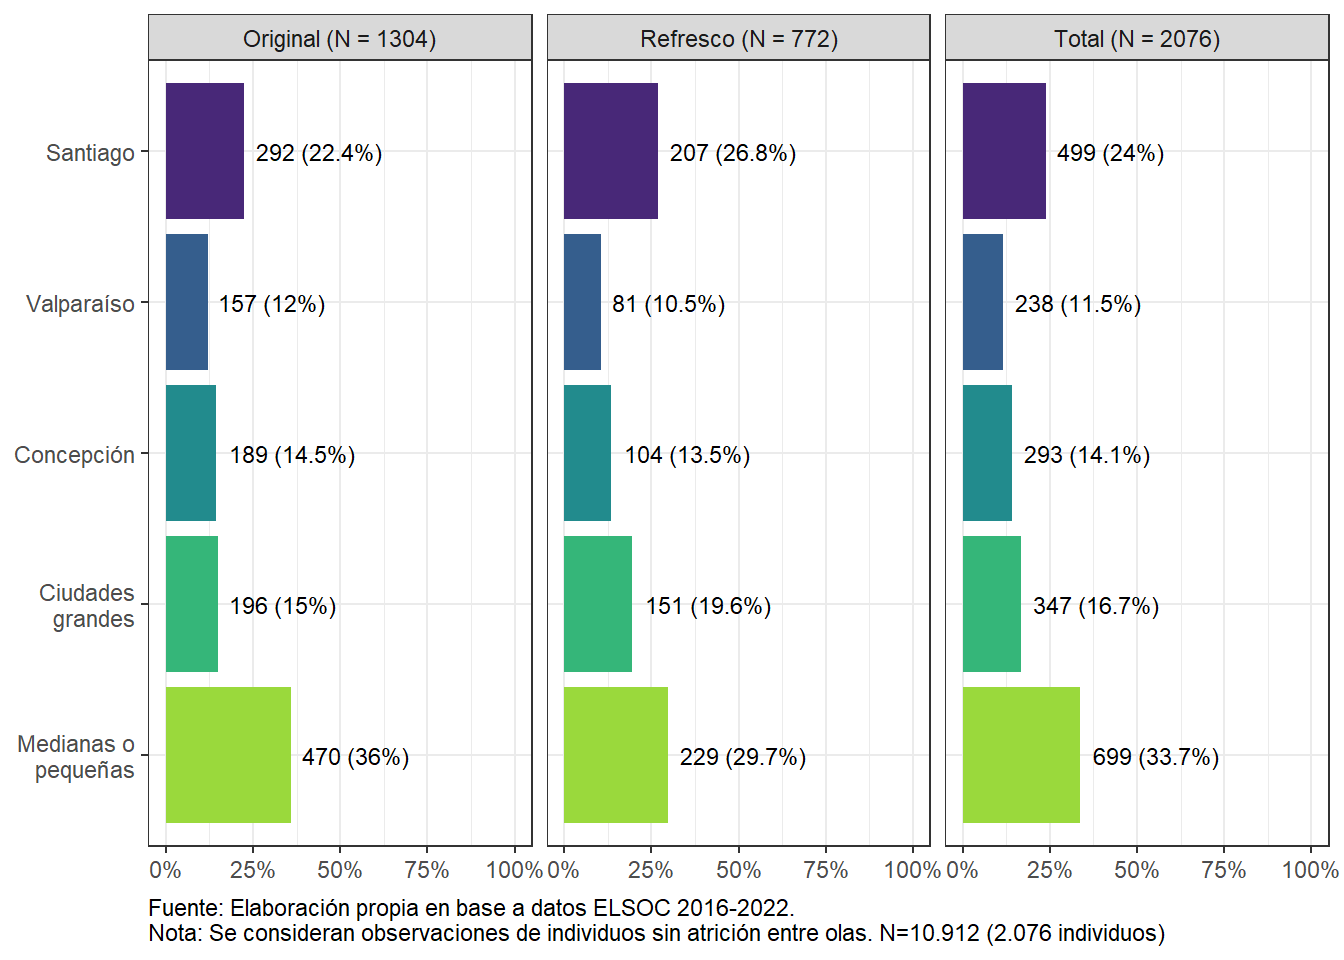 Original (N = 1304) Refresco (N = 772) Total (N = 2076)
Santiago 292 (22.4%) 207 (26.8%) 499 (24%)
Valparaíso 157 (12%) 81 (10.5%) 238 (11.5%)
Concepción 189 (14.5%) 104 (13.5%) 293 (14.1%)
Ciudades
grandes 196 (15%) 151 (19.6%) 347 (16.7%)
Medianas o
pequeñas 470 (36%) 229 (29.7%) 699 (33.7%)
0% 25% 50% 75% 100% 0% 25% 50% 75% 100% 0% 25% 50% 75% 100%
Fuente: Elaboración propia en base a datos ELSOC 2016-2022.
Nota: Se consideran observaciones de individuos sin atrición entre olas. N=10.912 (2.076 individuos)